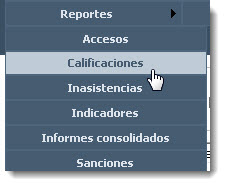 Reportes
Accesos
Calificaciones
Inasistencias
Indicadores
Informes consolidados
Sanciones